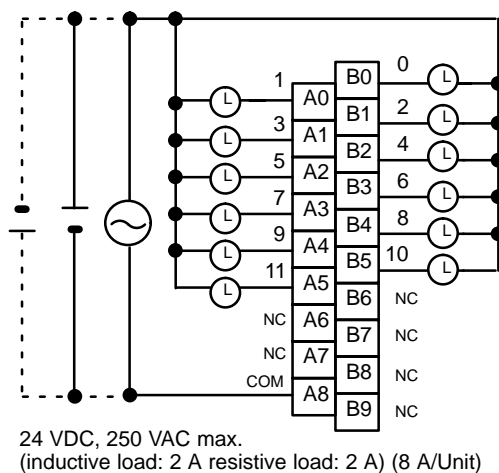 0
1 L A0 B0 L
2
3 L A1 B1 L
4
5 L A2 B2 L
6
7 L A3 B3 L
8
9 L A4 B4 L
10
11 L A5 B5 L
B6 NC
NC A6
B7 NC
NC A7
B8 NC
COM A8
B9 NC
24 VDC, 250 VAC max.
(inductive load: 2 A resistive load: 2 A) (8 A/Unit)